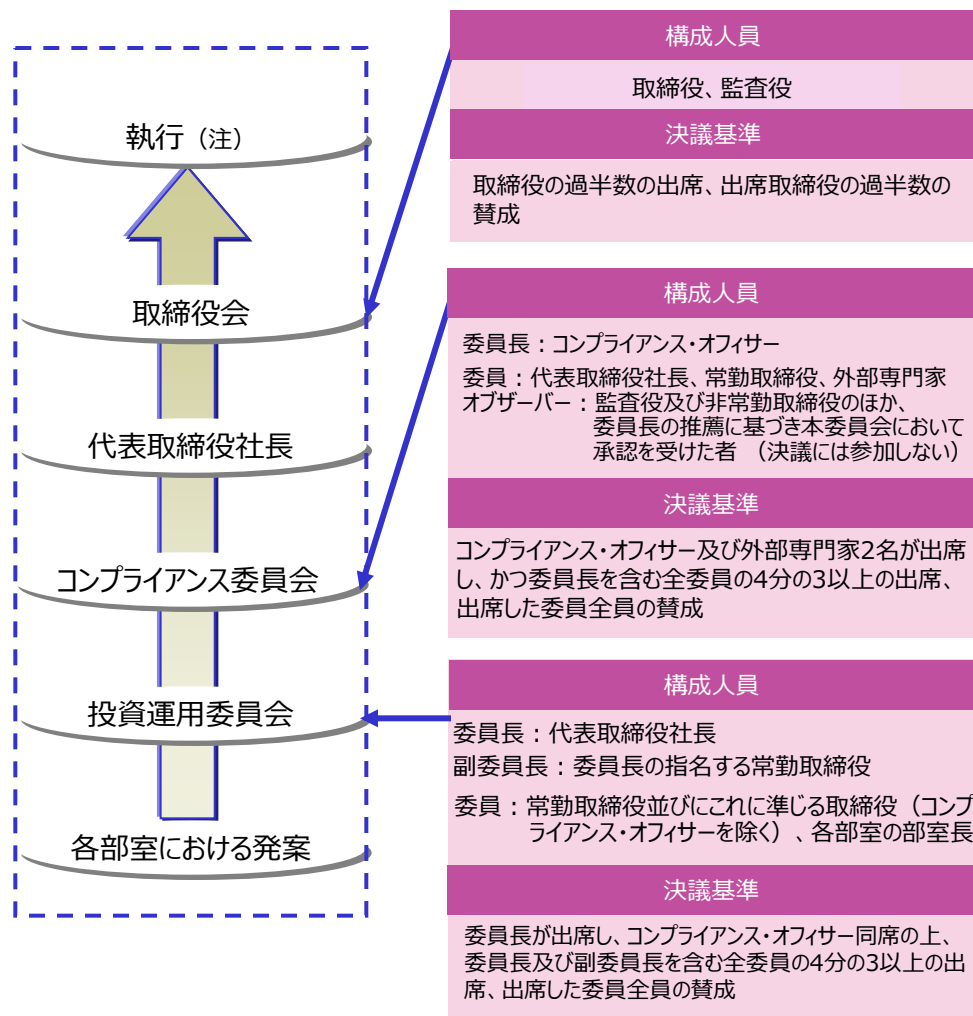 執行（注）
取締役会
代表取締役社長
コンプライアンス委員会
投資運用委員会
各部室における発案
構成人員
取締役、監査役
決議基準
取締役の過半数の出席、出席取締役の過半数の
賛成
構成人員
委員長：コンプライアンス・オフィサー
委員：代表取締役社長、常勤取締役、外部専門家
オブザーバー：監査役及び非常勤取締役のほか、
委員長の推薦に基づき本委員会において
承認を受けた者 （決議には参加しない）
決議基準
コンプライアンス・オフィサー及び外部専門家2名が出席
し、かつ委員長を含む全委員の4分の3以上の出席、
出席した委員全員の賛成
構成人員
委員長：代表取締役社長
副委員長：委員長の指名する常勤取締役
委員：常勤取締役並びにこれに準じる取締役（コンプ
ライアンス・オフィサーを除く）、各部室の部室長
決議基準
委員長が出席し、コンプライアンス・オフィサー同席の上、
委員長及び副委員長を含む全委員の4分の3以上の出
席、出席した委員全員の賛成